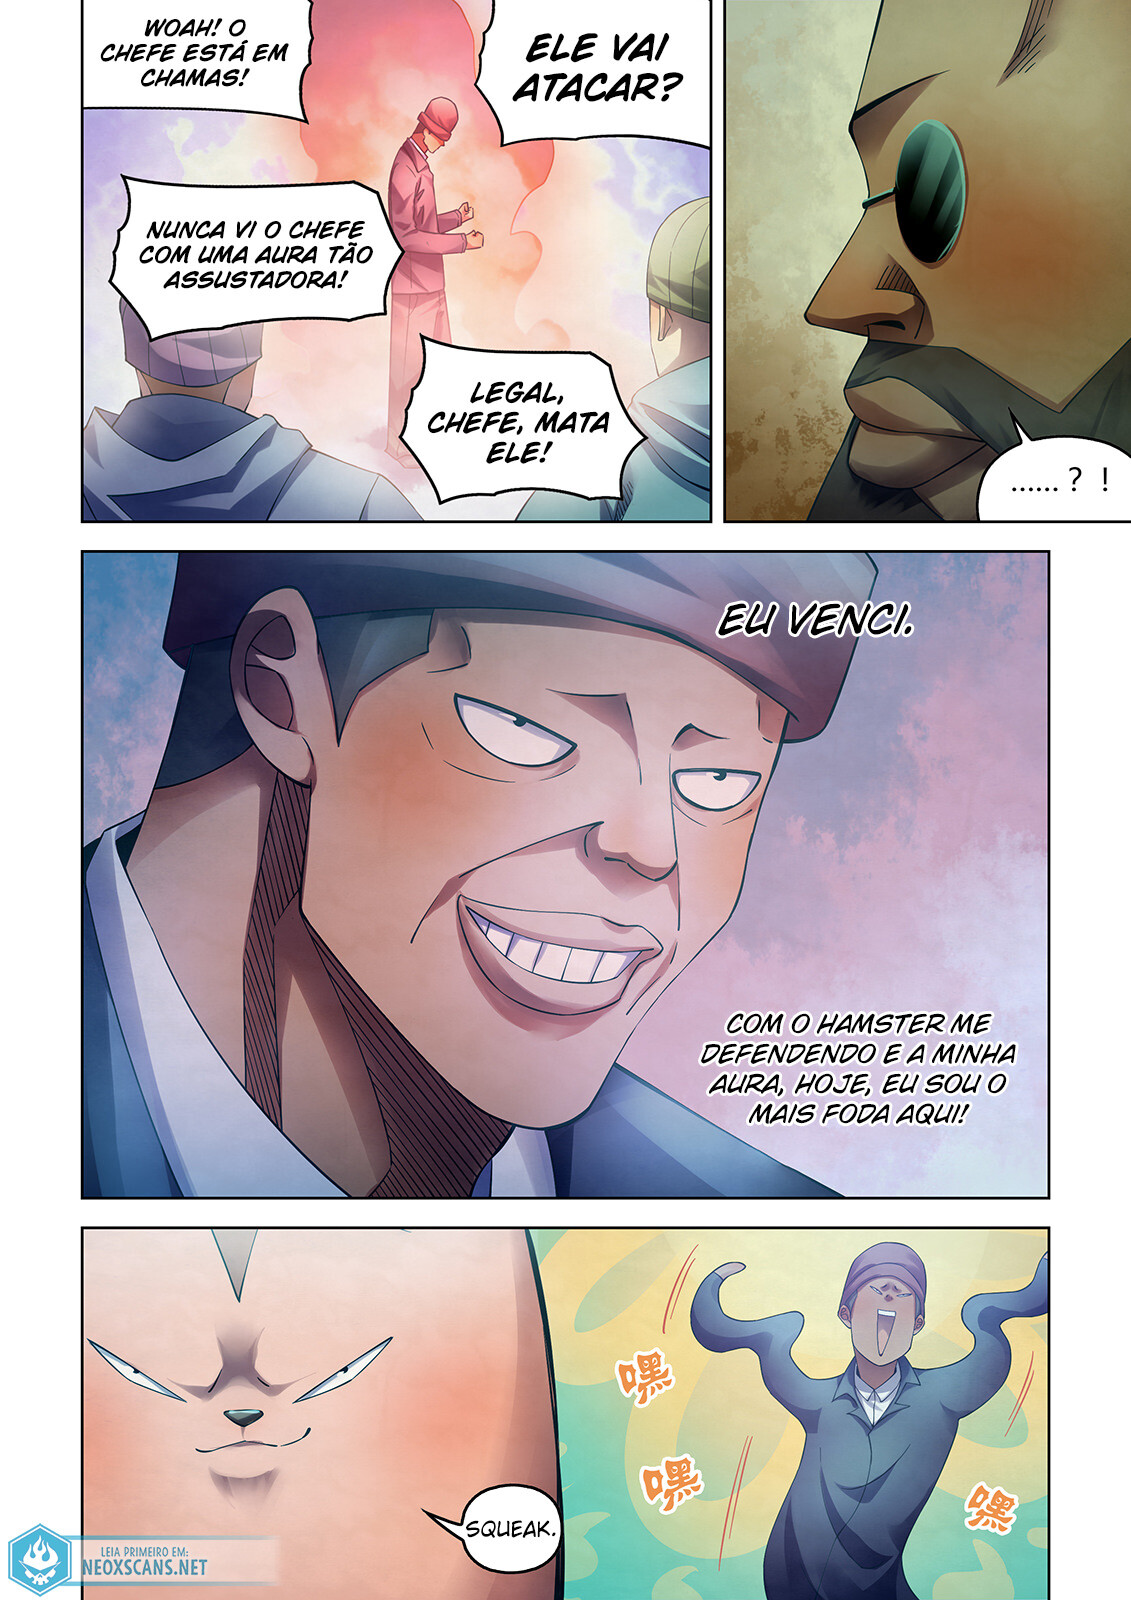 WOAH! O
CHEFE ESTÁ EM
CHAMAS!
ELE VAI
ATACAR?
NUNCA VI O CHEFE
COM UMA AURA TÃO
ASSUSTADORA!
LEGAL,
CHEFE, MATA
ELE!
......? !
EU VENCI.
COM O HAMSTER ME
DEFENDENDO E A MINHA
AURA, HOJE, EU SOU O
MAIS FODA AQUI!
SQUEAK.
嘿
嘿
嘿
LEIA PRIMEIRO EM:
NEOXSCANS.NET